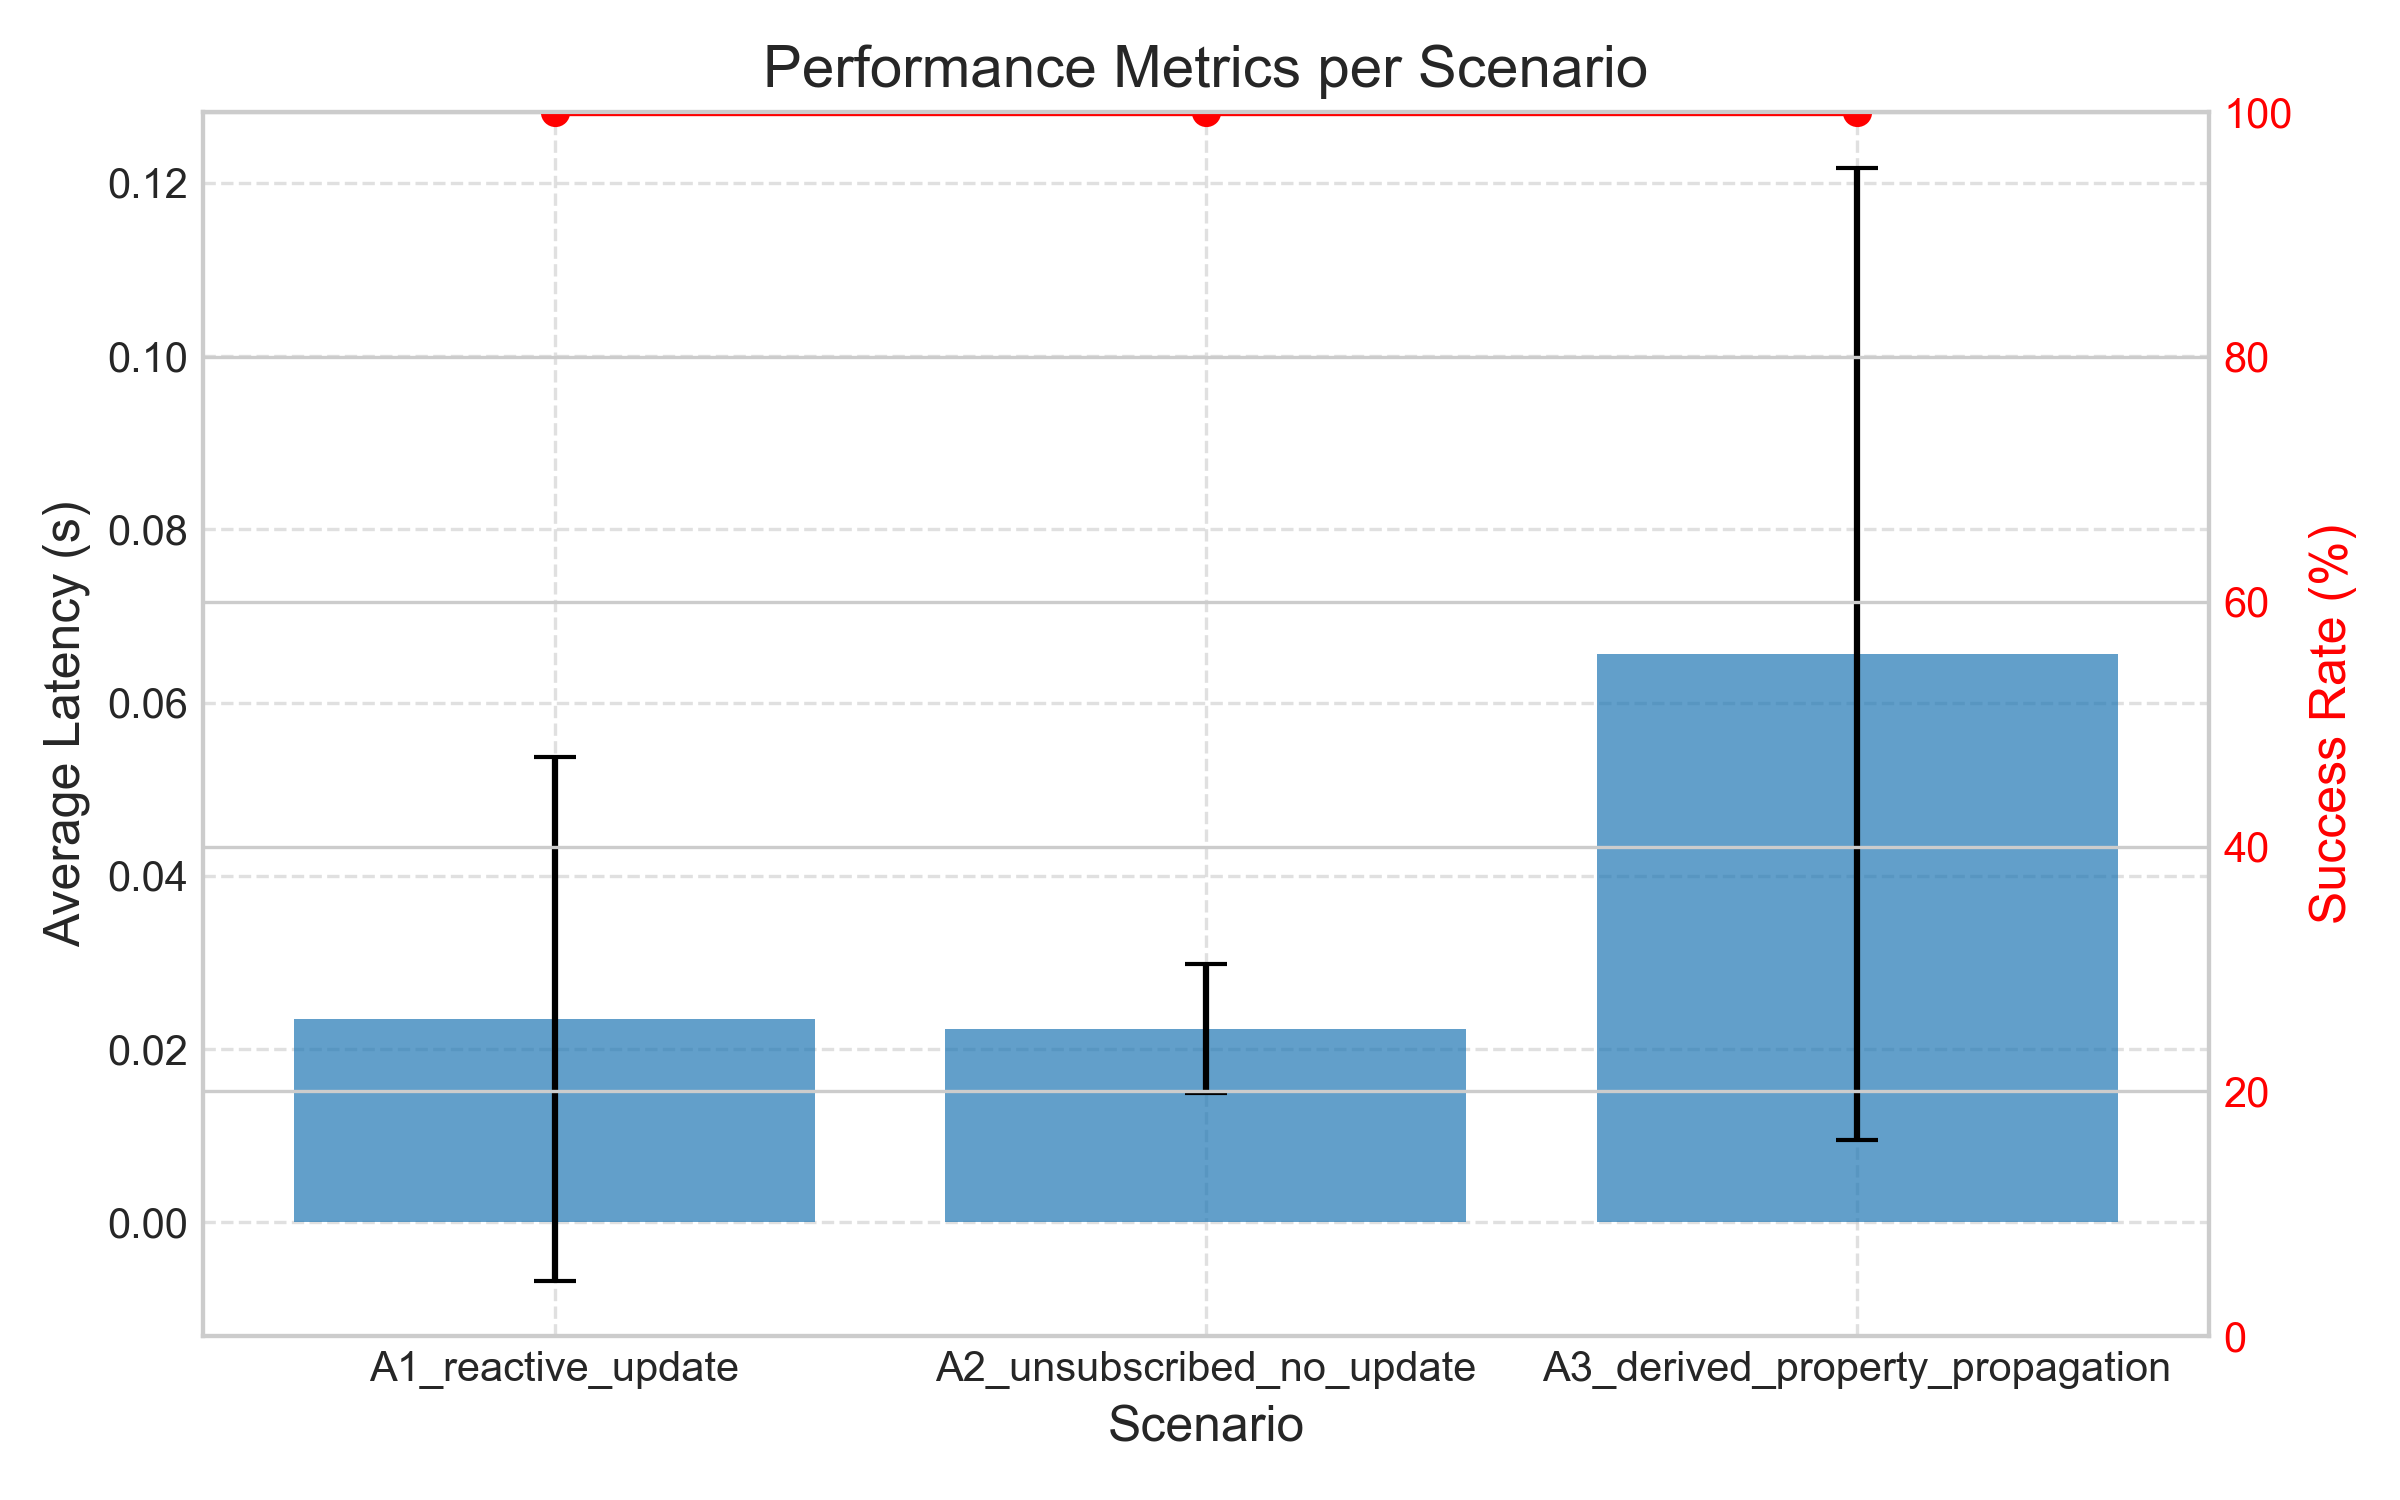 Performance Metrics per Scenario
Average Latency (s)
0.12
0.10
0.08
0.06
0.04
0.02
0.00
100
80
60
40
20
0
Success Rate (%)
A1_reactive_update
A2_unsubscribed_no_update
A3_derived_property_propagation
Scenario